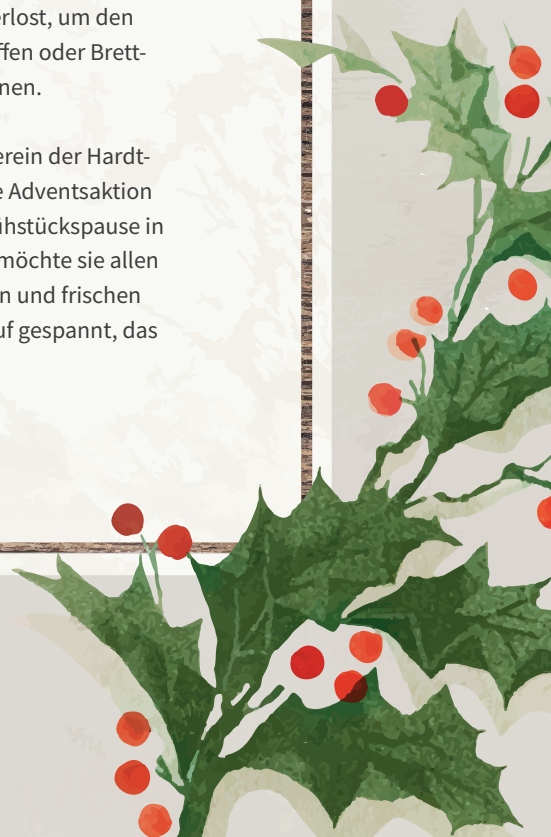 erlost, um den
ffen oder Brett-
nen.
erein der Hardt-
e Adventsaktion
ühstückspause in
möchte sie allen
n und frischen
uf gespannt, das